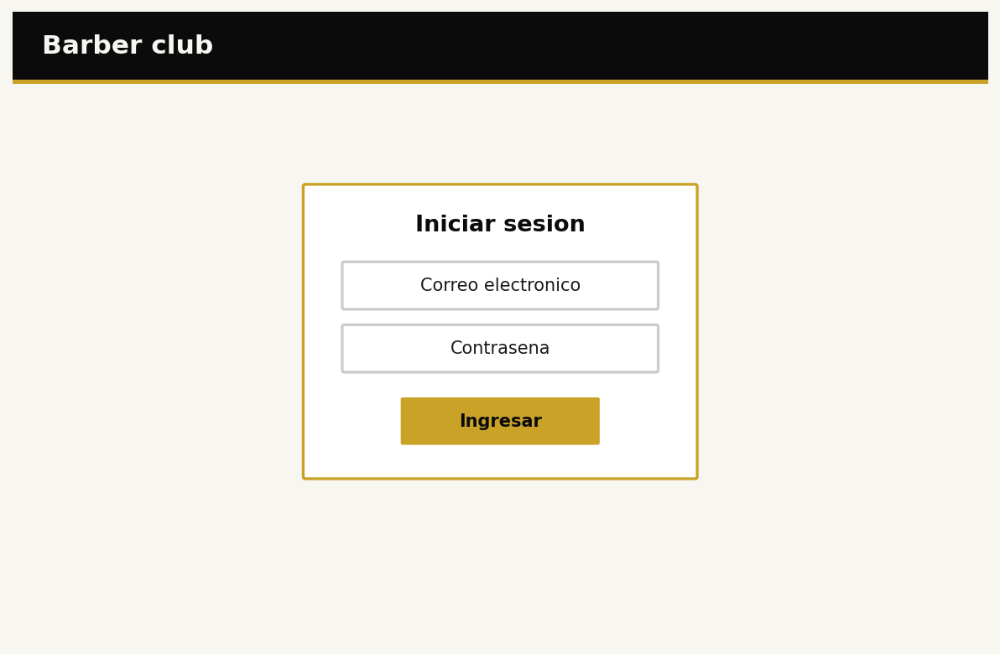 Barber club
Iniciar sesion
Correo electronico
Contrasena
Ingresar